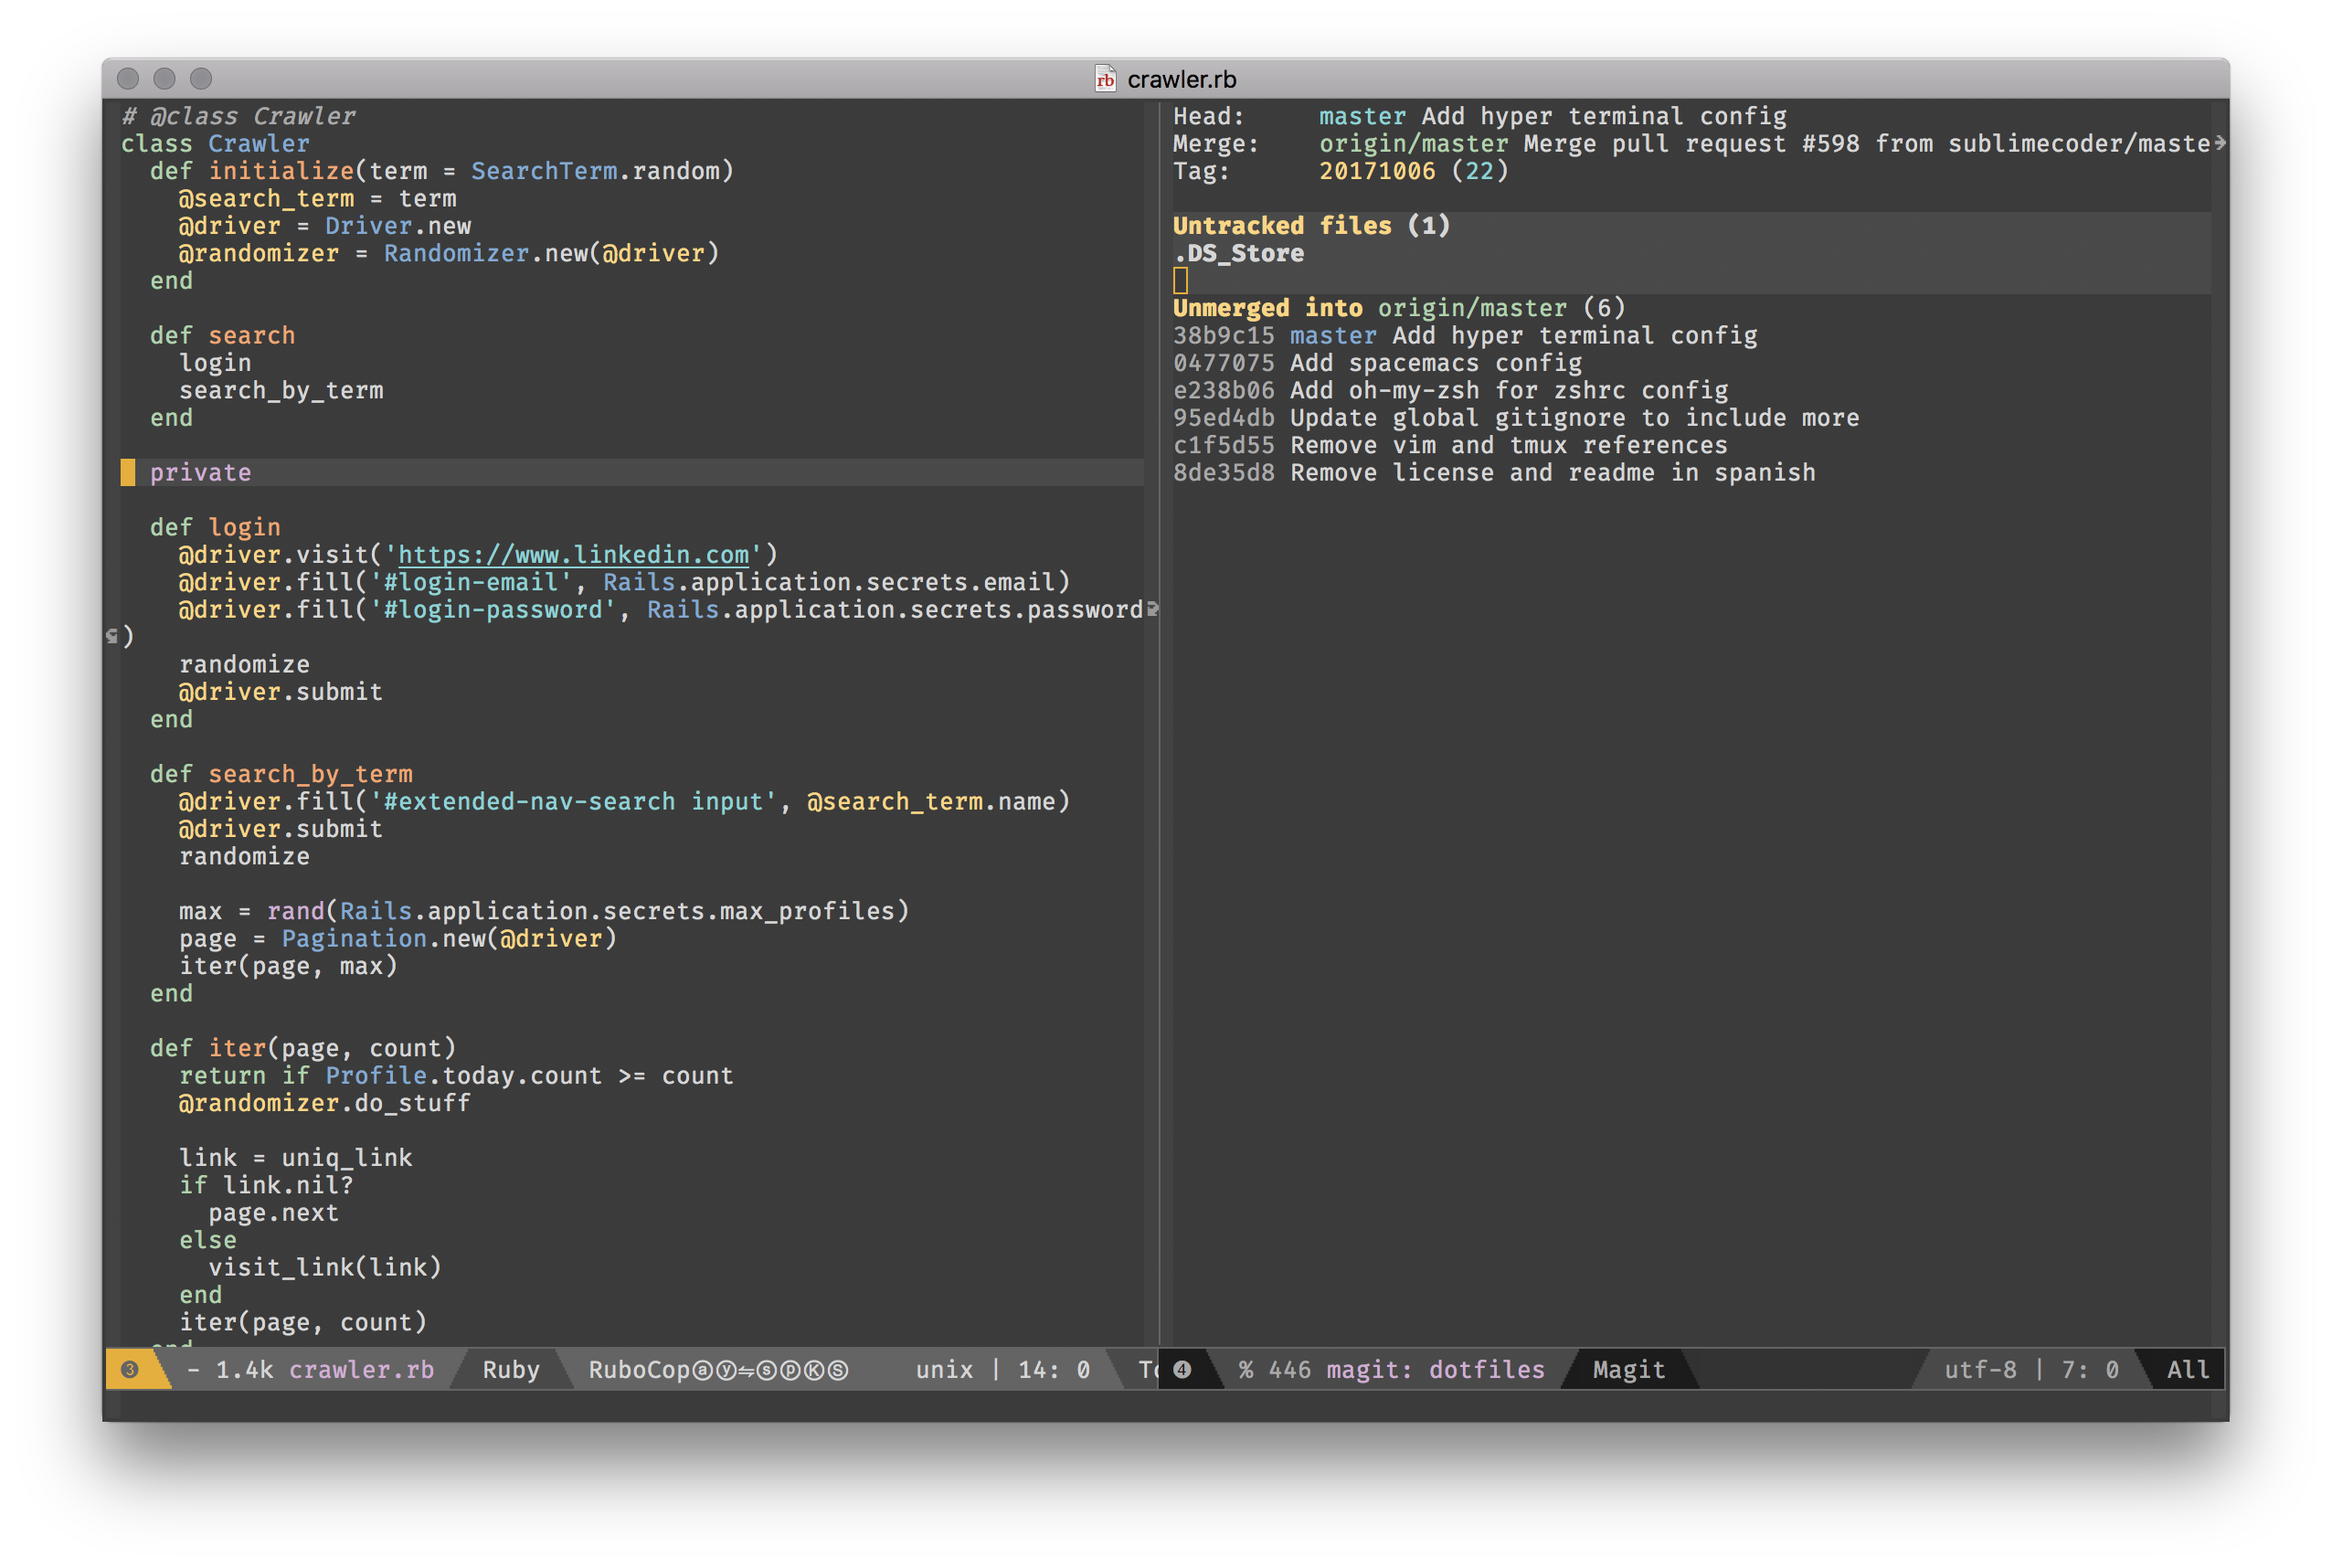 rb crawler.rb
# @class Crawler
class Crawler
  def initialize(term = SearchTerm.random)
    @search_term = term
    @driver = Driver.new
    @randomizer = Randomizer.new(@driver)
  end
  def search
    login
    search_by_term
  end
  private
  def login
    @driver.visit('https://www.linkedin.com')
    @driver.fill('#login-email', Rails.application.secrets.email)
    @driver.fill('#login-password', Rails.application.secrets.password
)
    randomize
    @driver.submit
  end
  def search_by_term
    @driver.fill('#extended-nav-search input', @search_term.name)
    @driver.submit
    randomize
    max = rand(Rails.application.secrets.max_profiles)
    page = Pagination.new(@driver)
    iter(page, max)
  end
  def iter(page, count)
    return if Profile.today.count >= count
    @randomizer.do_stuff
    link = uniq_link
    if link.nil?
      page.next
    else
      visit_link(link)
    end
    iter(page, count)
  end
❸ - 1.4k crawler.rb Ruby RuboCopⓐⓨ⇋ⓢⓟⓀⓈ unix | 14: 0
Head:     master Add hyper terminal config
Merge:    origin/master Merge pull request #598 from sublimecoder/maste
Tag:      20171006 (22)
Untracked files (1)
.DS_Store
Unmerged into origin/master (6)
38b9c15 master Add hyper terminal config
0477075 Add spacemacs config
e238b06 Add oh-my-zsh for zshrc config
95ed4db Update global gitignore to include more
c1f5d55 Remove vim and tmux references
8de35d8 Remove license and readme in spanish
❹ % 446 magit: dotfiles Magit utf-8 | 7: 0 All